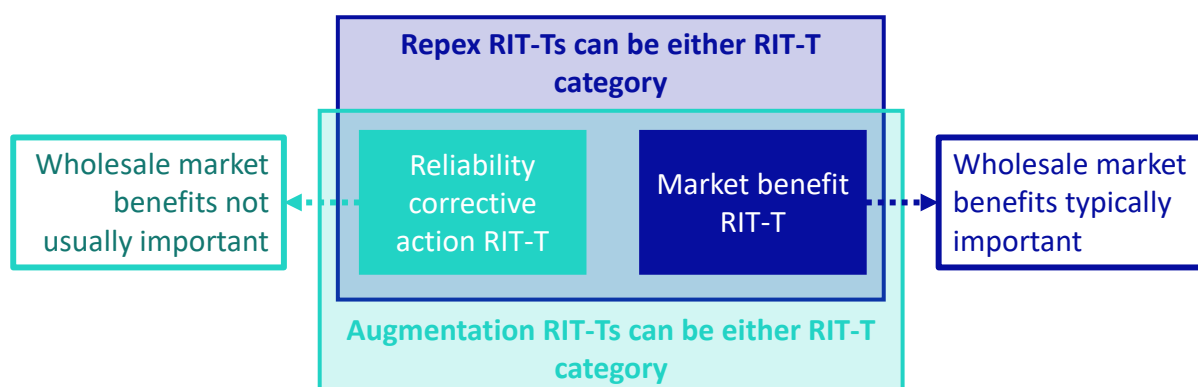 Repex RIT-Ts can be either RIT-T
category
Wholesale market
benefits not
usually important
Reliability
corrective
action RIT-T
Market benefit
RIT-T
Wholesale market
benefits typically
important
Augmentation RIT-Ts can be either RIT-T
category